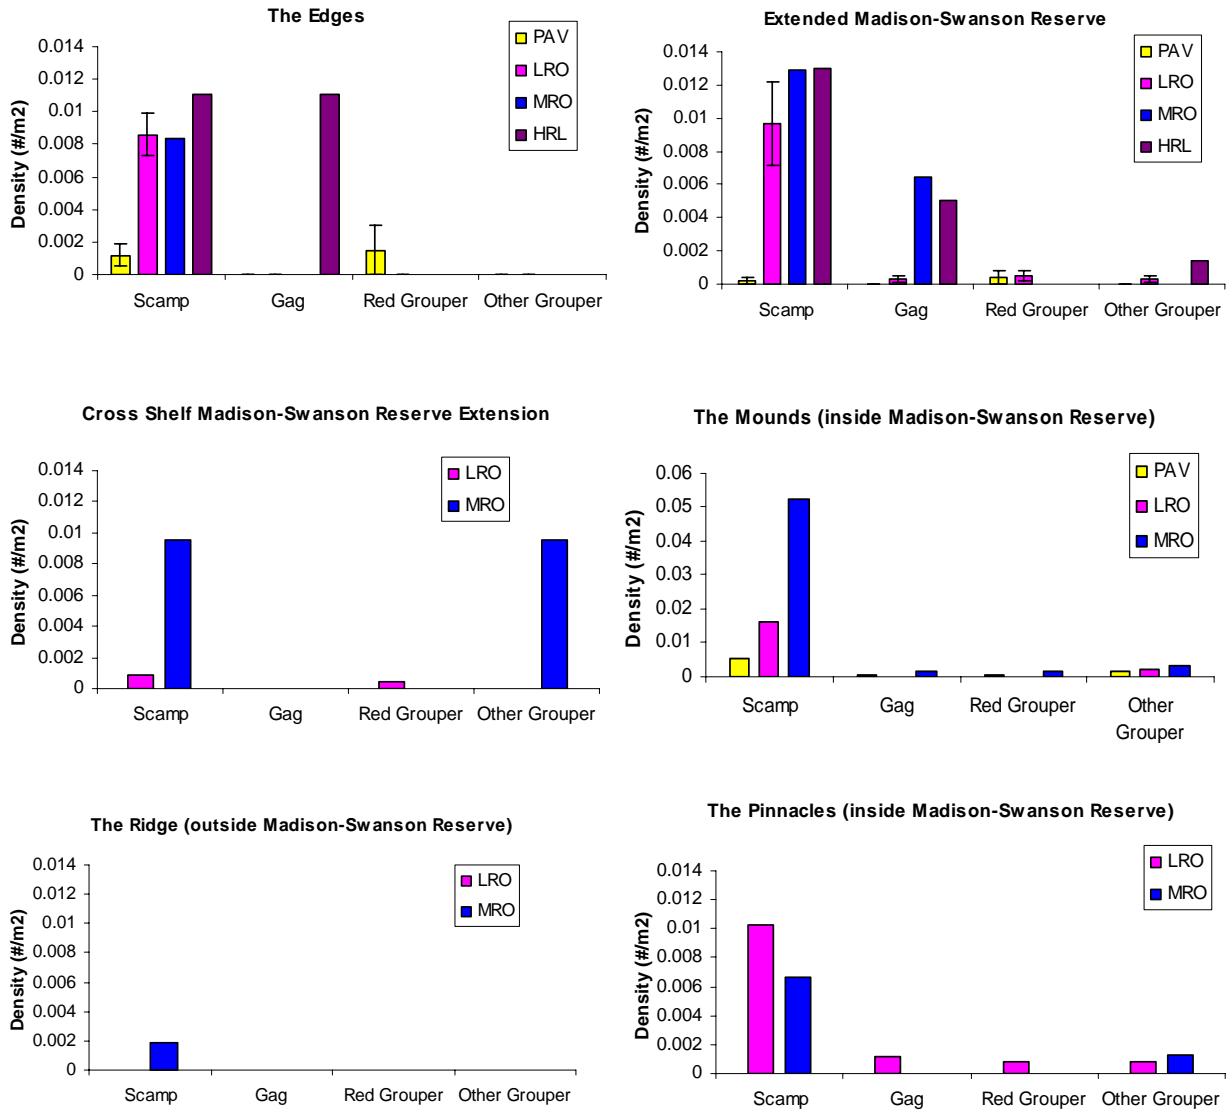 The Edges
0.014
0.012
0.01
0.008
0.006
0.004
0.002
0
Density (#/m2)
PAV
LRO
MRO
HRL
Scamp Gag Red Grouper Other Grouper
Extended Madison-Swanson Reserve
0.014
0.012
0.01
0.008
0.006
0.004
0.002
0
Density (#/m2)
PAV
LRO
MRO
HRL
Scamp Gag Red Grouper Other Grouper
Cross Shelf Madison-Swanson Reserve Extension
0.014
0.012
0.01
0.008
0.006
0.004
0.002
0
Density (#/m2)
LRO
MRO
Scamp Gag Red Grouper Other Grouper
The Mounds (inside Madison-Swanson Reserve)
0.06
0.05
0.04
0.03
0.02
0.01
0
Density (#/m2)
PAV
LRO
MRO
Scamp Gag Red Grouper Other
Grouper
The Ridge (outside Madison-Swanson Reserve)
0.014
0.012
0.01
0.008
0.006
0.004
0.002
0
Density (#/m2)
LRO
MRO
Scamp Gag Red Grouper Other Grouper
The Pinnacles (inside Madison-Swanson Reserve)
0.014
0.012
0.01
0.008
0.006
0.004
0.002
0
Density (#/m2)
LRO
MRO
Scamp Gag Red Grouper Other Grouper